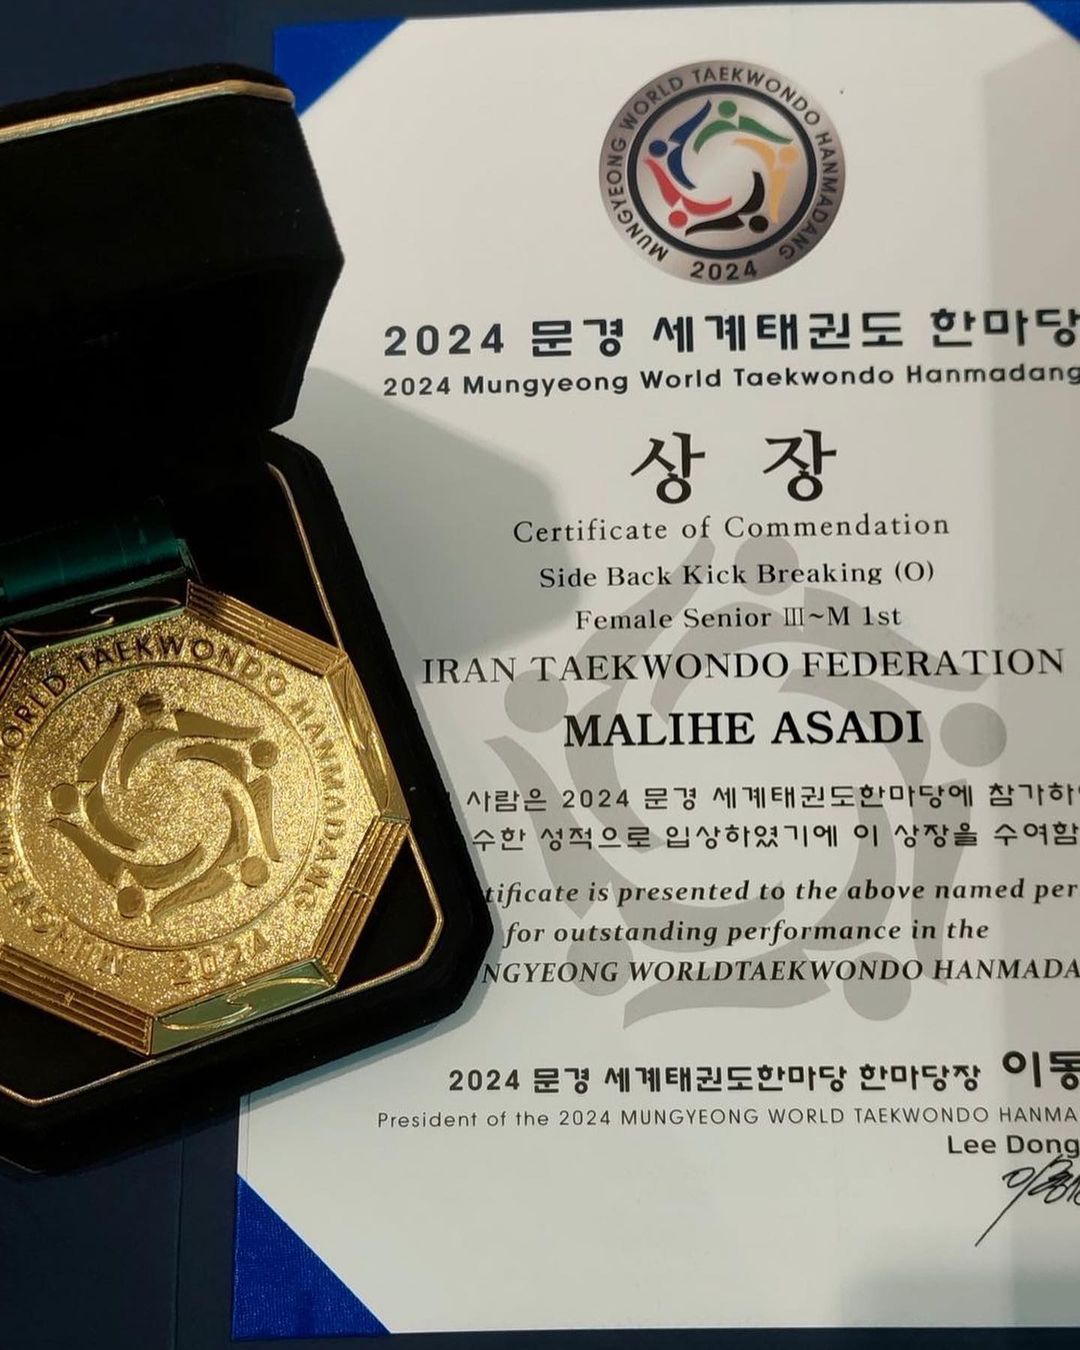 MUNGYEONG WORLD TAEKWONDO HANMADANG
2024
2024 문경 세계태권도 한마당
2024 Mungyeong World Taekwondo Hanmadang
상 장
Certificate of Commendation
Side Back Kick Breaking (O)
Female Senior Ⅲ~M 1st
IRAN TAEKWONDO FEDERATION
MALIHE ASADI
사람은 2024 문경 세계태권도한마당에 참가하
수한 성적으로 입상하였기에 이 상장을 수여함
tificate is presented to the above named per
for outstanding performance in the
NGYEONG WORLDTAEKWONDO HANMADA
2024 문경 세계태권도한마당 한마당장 이동
President of the 2024 MUNGYEONG WORLD TAEKWONDO HANMA
Lee Dong
WORLD TAEKWONDO HANMADANG
2024